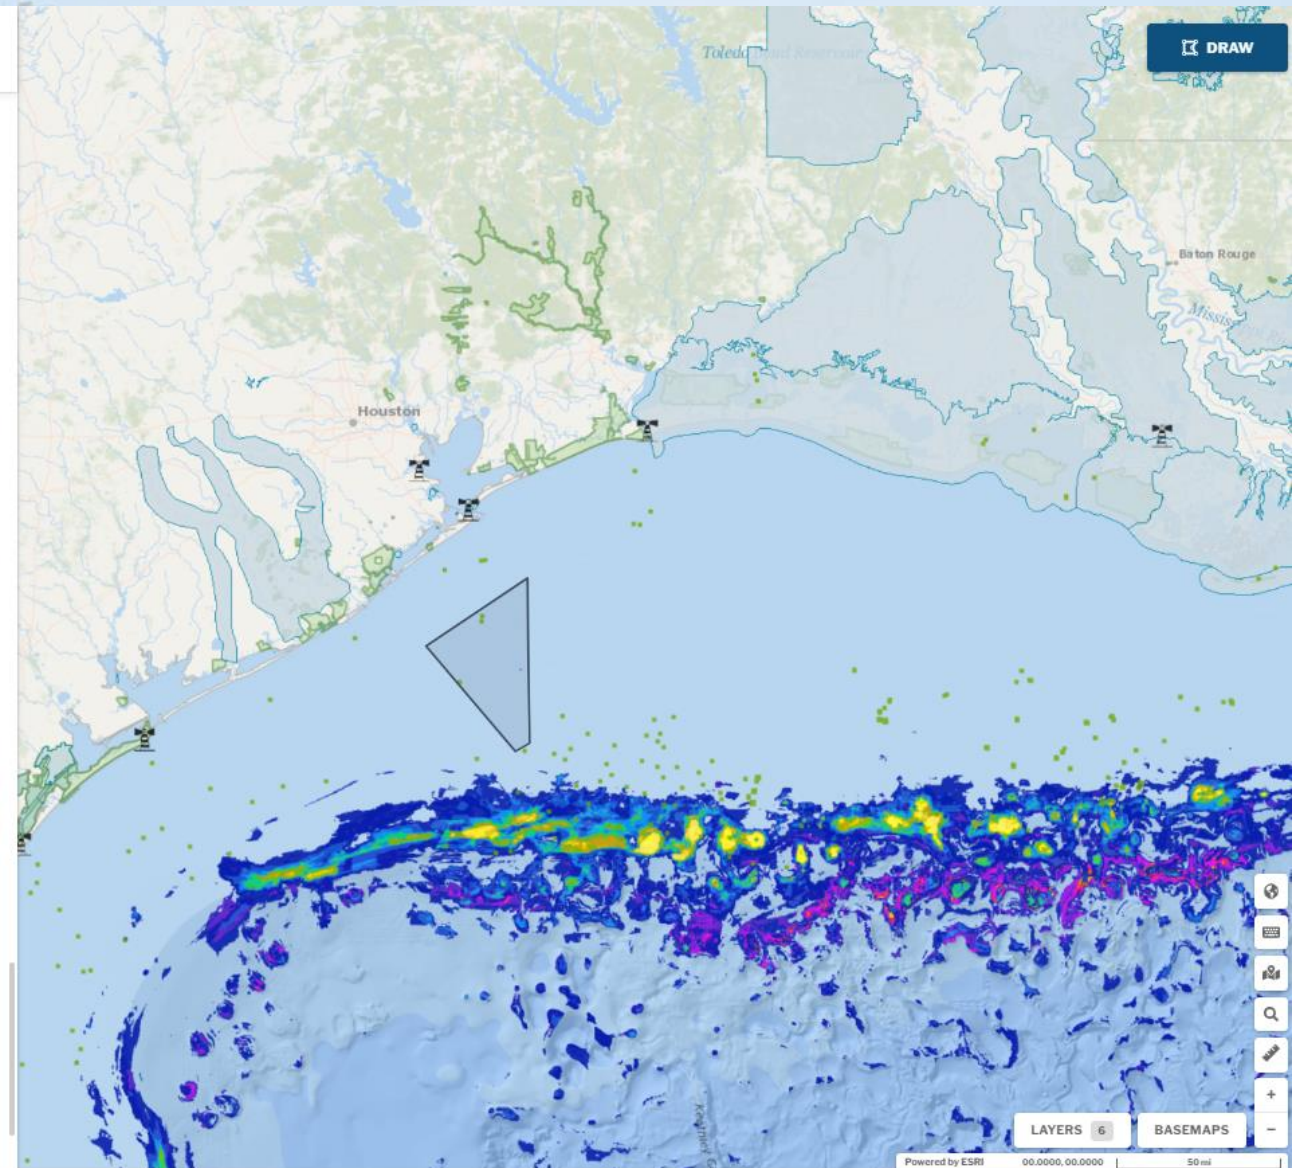 Toledo Bend Reservoir
DRAW
Baton Rouge
Houston
LAYERS 6
BASEMAPS
Powered by ESRI
00.0000, 00.0000
50 mi